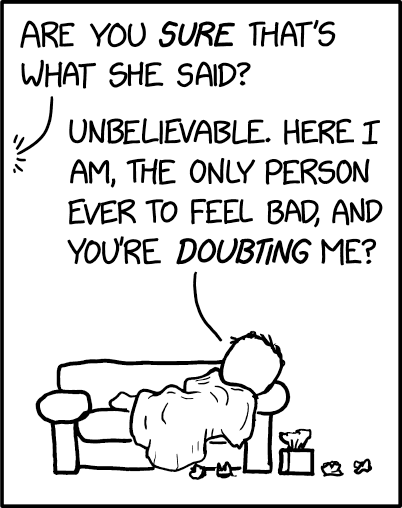 ARE YOU SURE THAT'S
WHAT SHE SAID?
UNBELIEVABLE. HERE I
AM, THE ONLY PERSON
EVER TO FEEL BAD, AND
YOU'RE DOUBTING ME?